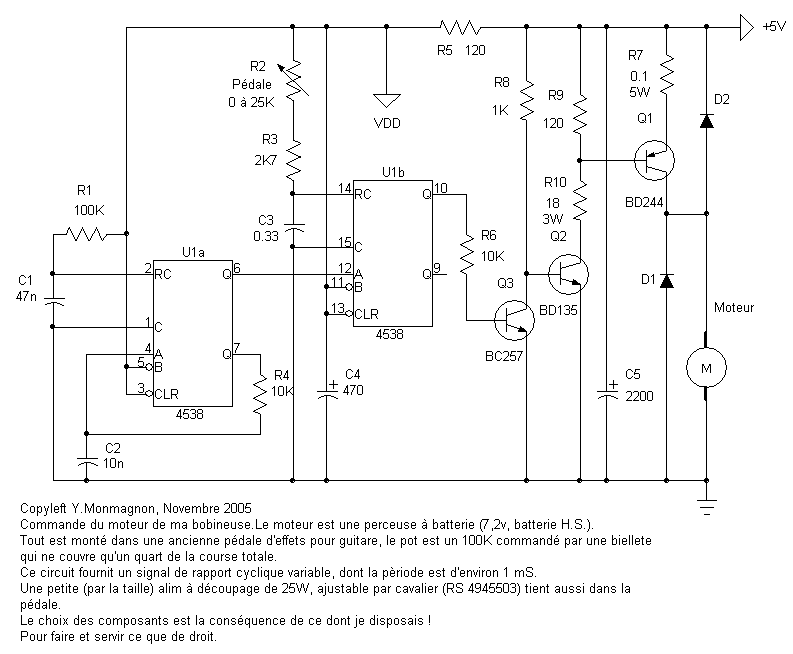 +5V
R5 120
R2
Pédale
0 à 25K
R8
1K
R9
120
R7
0.1
5W
D2
VDD
Q1
R3
2K7
BD244
U1b
14 RC Q 10
R1
100K
C3
0.33
R10
18
3W
15 C
R6
10K
Q2
U1a
2 RC Q 6
12 A Q 9
11 B
Q3
D1
C1
47n
BD135
13 CLR
4538
Moteur
1 C
BC257
4 A Q 7
5 B
R4
10K
C4
+
470
C5
+
2200
M
3 CLR
4538
C2
10n
Copyleft Y.Monmagnon, Novembre 2005
Commande du moteur de ma bobineuse.Le moteur est une perceuse à batterie (7,2v, batterie H.S.).
Tout est monté dans une ancienne pédale d'effets pour guitare, le pot est un 100K commandé par une biellete
qui ne couvre qu'un quart de la course totale.
Ce circuit fournit un signal de rapport cyclique variable, dont la pèriode est d'environ 1 mS.
Une petite (par la taille) alim à découpage de 25W, ajustable par cavalier (RS 4945503) tient aussi dans la
pédale.
Le choix des composants est la conséquence de ce dont je disposais !
Pour faire et servir ce que de droit.